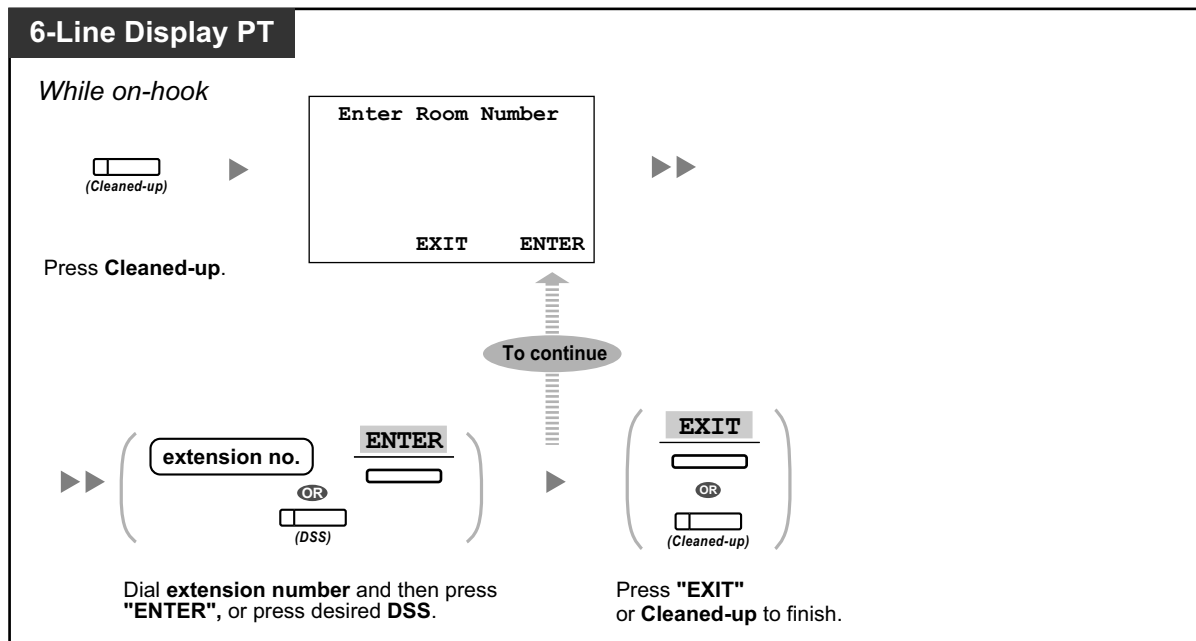 6-Line Display PT
While on-hook
(Cleaned-up)
Press Cleaned-up.
Enter Room Number
EXIT ENTER
To continue
extension no.
ENTER
OR
(DSS)
Dial extension number and then press
"ENTER", or press desired DSS.
EXIT
OR
(Cleaned-up)
Press "EXIT"
or Cleaned-up to finish.